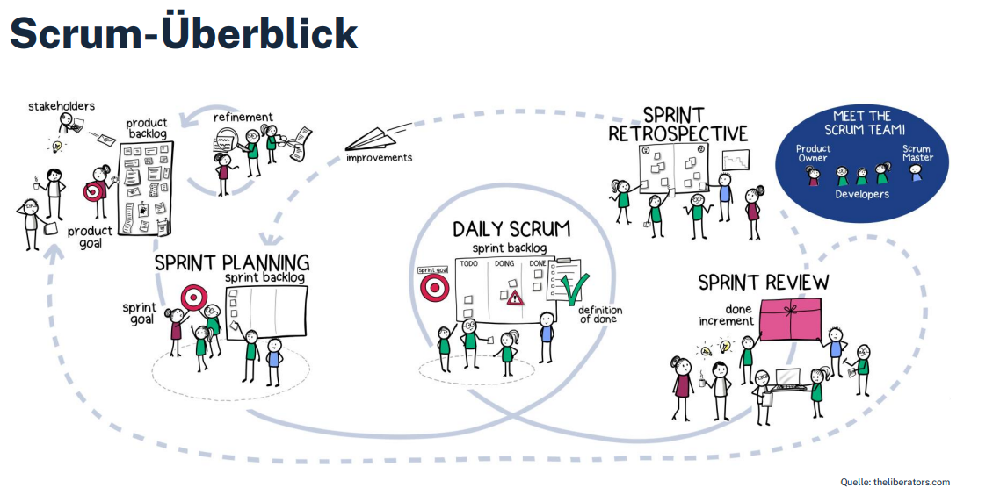 Scrum-Überblick
stakeholders
product
backlog
refinement
improvements
product
goal
SPRINT PLANNING
sprint backlog
sprint
goal
DAILY SCRUM
sprint backlog
sprint goal
TODO
DOING
DONE
definition
of done
SPRINT
RETROSPECTIVE
MEET THE
SCRUM TEAM!
Product
Owner
Scrum
Master
Developers
SPRINT REVIEW
done
increment
Quelle: theliberators.com